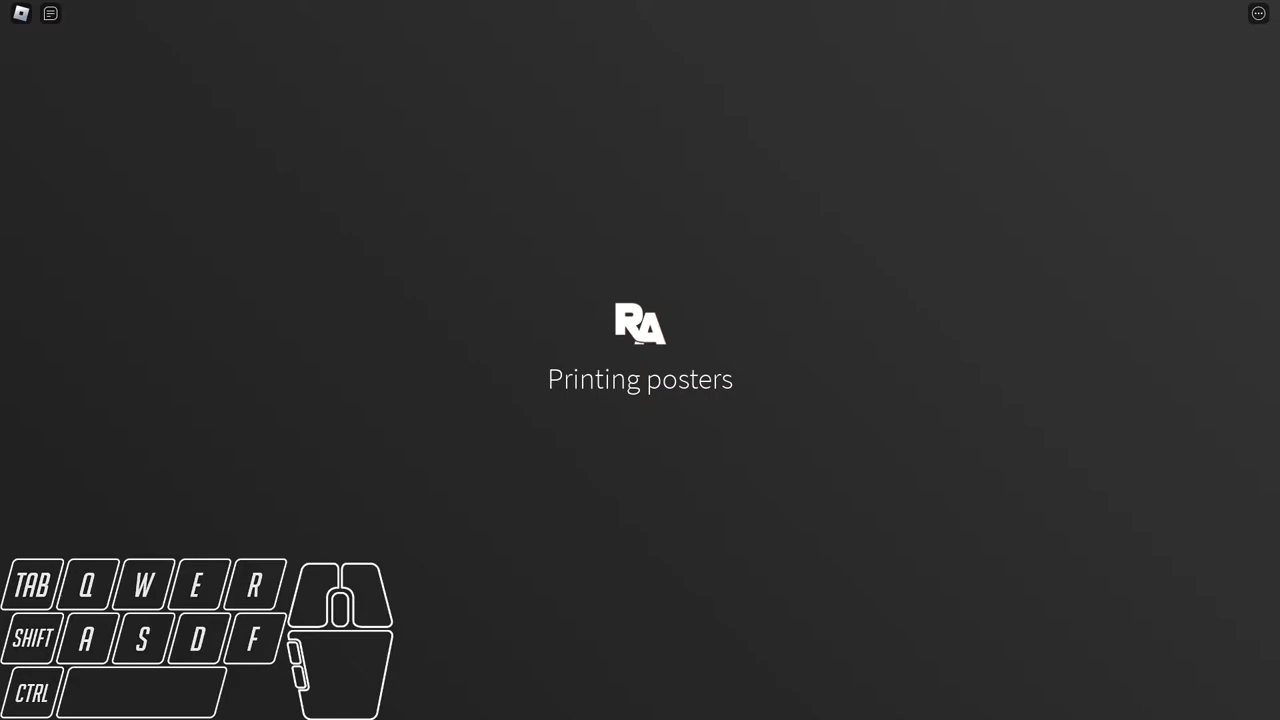 RA
Printing posters
TAB Q W E R
SHIFT A S D F
CTRL